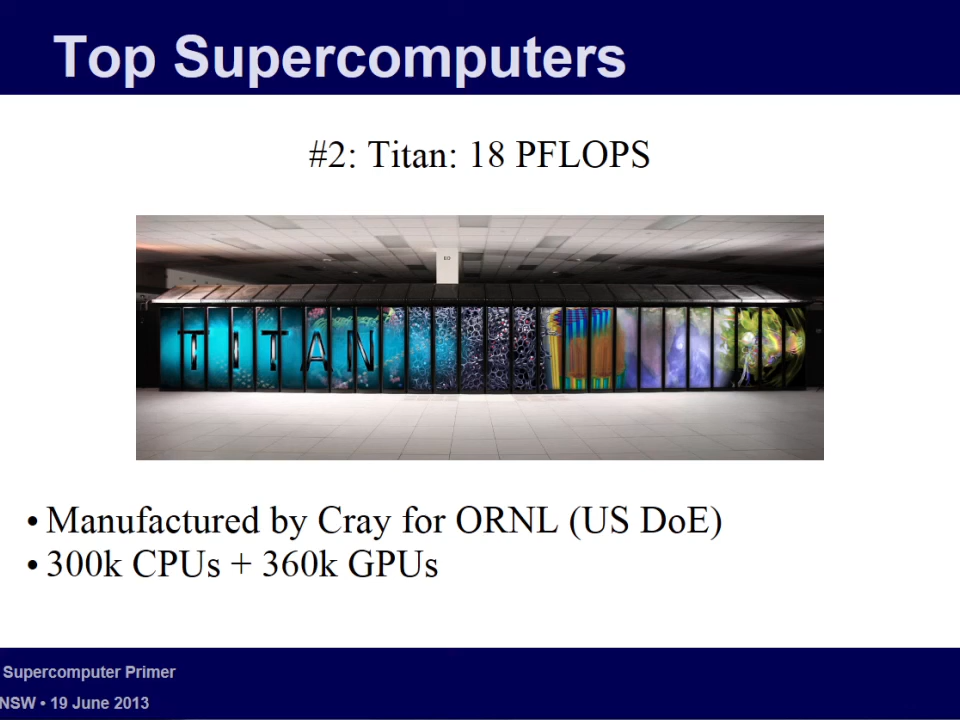 Top Supercomputers
#2: Titan: 18 PFLOPS
TITAN
• Manufactured by Cray for ORNL (US DoE)
• 300k CPUs + 360k GPUs
Supercomputer Primer
NSW • 19 June 2013